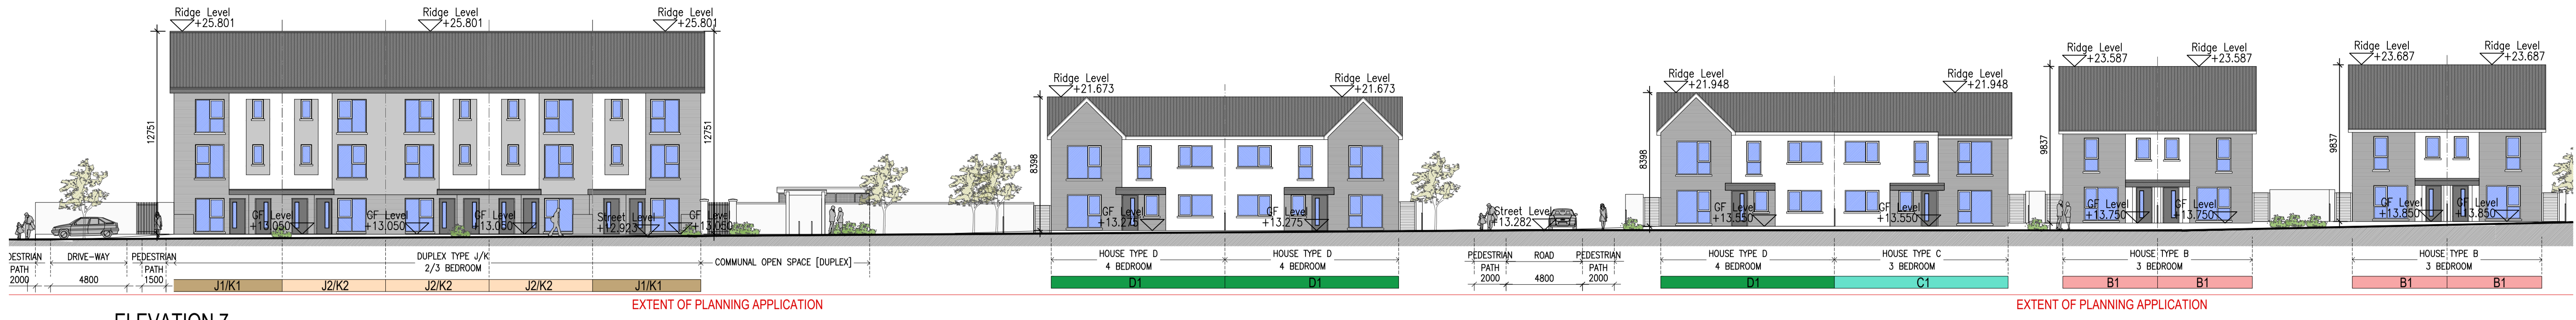 Ridge Level
+25.801
Ridge Level
+25.801
Ridge Level
+25.801
12751
12751
GF Level
+13.050
GF Level
+13.050
GF Level
+13.050
Street Level
+12.923
GF Level
+13.050
Ridge Level
+21.673
Ridge Level
+21.673
8398
GF Level
+13.275
GF Level
+13.275
Street Level
+13.282
Ridge Level
+21.948
Ridge Level
+21.948
8398
GF Level
+13.550
GF Level
+13.550
Ridge Level
+23.587
Ridge Level
+23.587
9837
GF Level
+13.750
GF Level
+13.750
Ridge Level
+23.687
Ridge Level
+23.687
9837
GF Level
+13.850
GF Level
+13.850
DESTRIAN
PATH
2000
DRIVE-WAY
4800
PEDESTRIAN
PATH
1500
DUPLEX TYPE J/K
2/3 BEDROOM
COMMUNAL OPEN SPACE [DUPLEX]
HOUSE TYPE D
4 BEDROOM
HOUSE TYPE D
4 BEDROOM
PEDESTRIAN
PATH
2000
ROAD
4800
PEDESTRIAN
PATH
2000
HOUSE TYPE D
4 BEDROOM
HOUSE TYPE C
3 BEDROOM
HOUSE TYPE B
3 BEDROOM
HOUSE TYPE B
3 BEDROOM
J1/K1
J2/K2
J2/K2
J2/K2
J1/K1
D1
D1
D1
C1
B1
B1
B1
B1
EXTENT OF PLANNING APPLICATION
EXTENT OF PLANNING APPLICATION
ELEVATION 7